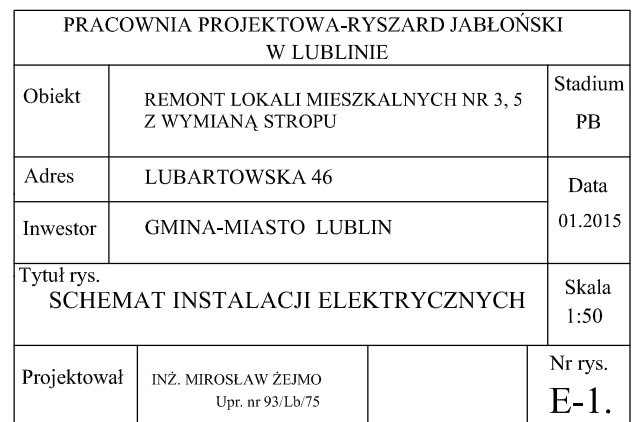 PRACOWNIA PROJEKTOWA-RYSZARD JABŁOŃSKI
W LUBLINIE
Obiekt
REMONT LOKALI MIESZKALNYCH NR 3, 5
Z WYMIANĄ STROPU
Stadium
PB
Adres
LUBARTOWSKA 46
Data
01.2015
Inwestor
GMINA-MIASTO LUBLIN
Tytuł rys.
SCHEMAT INSTALACJI ELEKTRYCZNYCH
Skala
1:50
Projektował
INŻ. MIROSŁAW ŻEJMO
Upr. nr 93/Lb/75
Nr rys.
E-1.